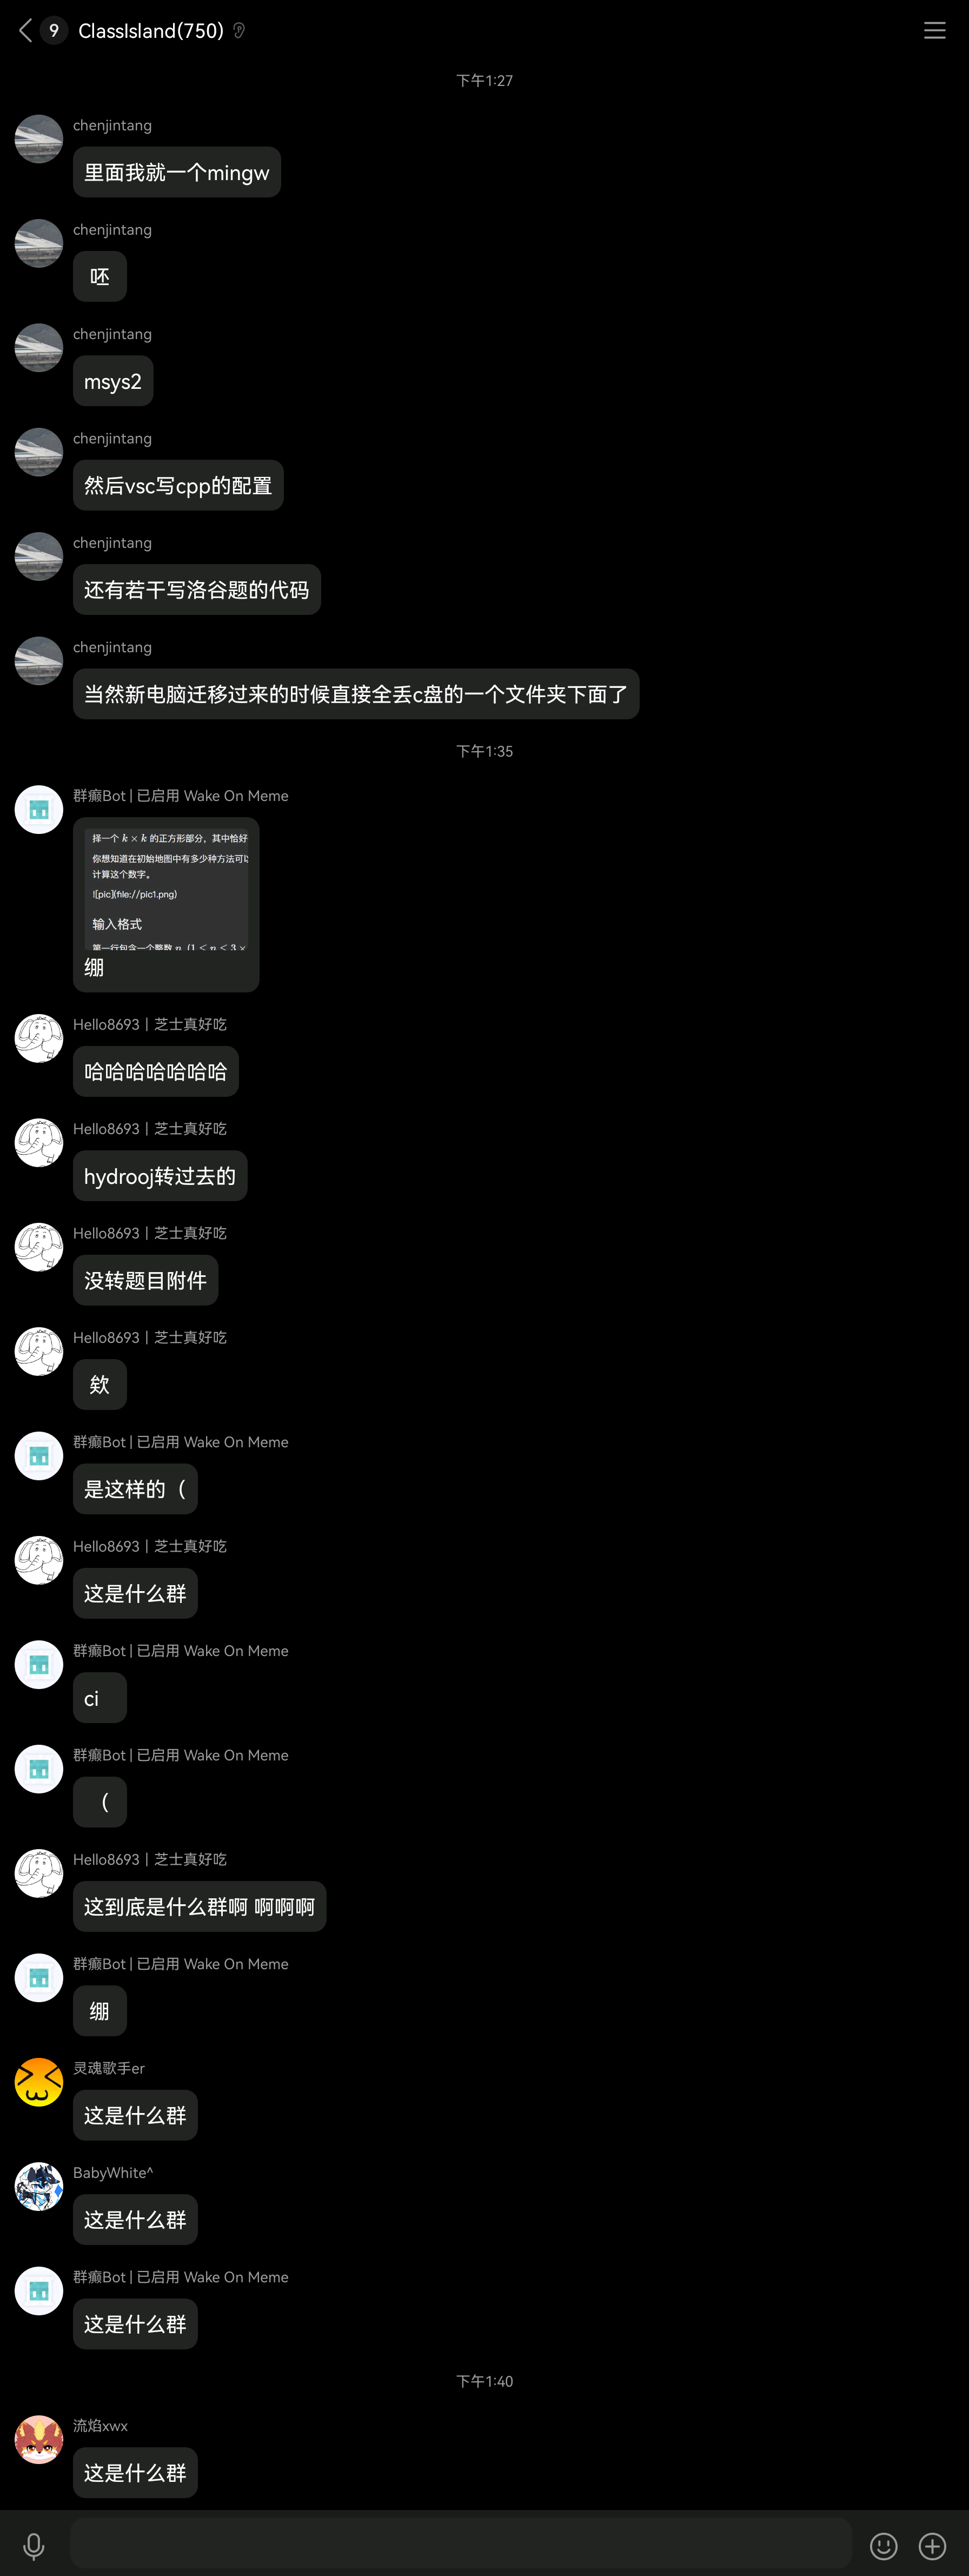 9 ClassIsland(750)
下午1:27
chenjintang
里面我就一个mingw
chenjintang
呸
chenjintang
msys2
chenjintang
然后vsc写cpp的配置
chenjintang
还有若干写洛谷题的代码
chenjintang
当然新电脑迁移过来的时候直接全丢c盘的一个文件夹下面了
下午1:35
群癫Bot | 已启用 Wake On Meme
择一个 k × k 的正方形部分，其中恰好
你想知道在初始地图中有多少种方法可以
计算这个数字。
![pic](file://pic1.png)
输入格式
第一行包含一个整数 n (1 ≤ n ≤ 3 ×
绷
Hello8693丨芝士真好吃
哈哈哈哈哈哈哈
Hello8693丨芝士真好吃
hydrooj转过去的
Hello8693丨芝士真好吃
没转题目附件
Hello8693丨芝士真好吃
欸
群癫Bot | 已启用 Wake On Meme
是这样的（
Hello8693丨芝士真好吃
这是什么群
群癫Bot | 已启用 Wake On Meme
ci
群癫Bot | 已启用 Wake On Meme
（
Hello8693丨芝士真好吃
这到底是什么群啊 啊啊啊
群癫Bot | 已启用 Wake On Meme
绷
灵魂歌手er
这是什么群
BabyWhite^
这是什么群
群癫Bot | 已启用 Wake On Meme
这是什么群
下午1:40
流焰xwx
这是什么群